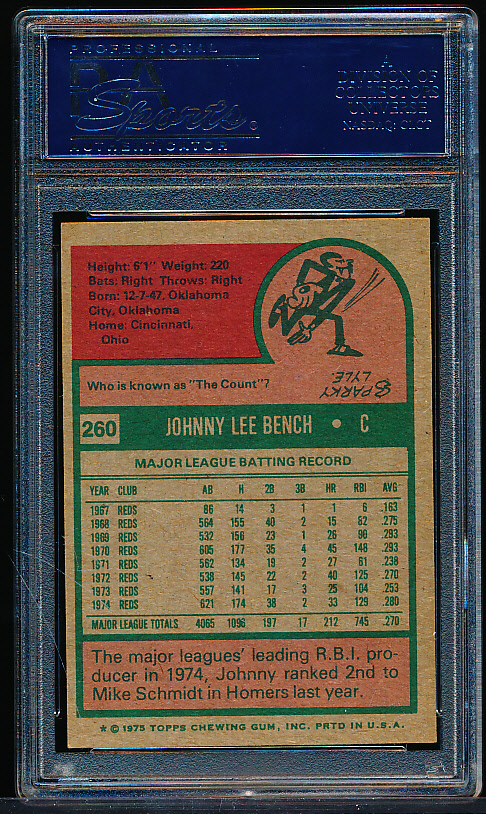 PROFESSIONAL
PSA
Sports.
AUTHENTICATOR
A
DIVISION OF
COLLECTORS
UNIVERSE
NASDAQ: CLCT
Height: 6'1" Weight: 220
Bats: Right Throws: Right
Born: 12-7-47, Oklahoma
City, Oklahoma
Home: Cincinnati,
Ohio
Who is known as "The Count"?
SPARKY
LYLE.
260 JOHNNY LEE BENCH • C
MAJOR LEAGUE BATTING RECORD
YEAR CLUB AB H 2B 3B HR RBI AVG
1967 REDS 86 14 3 1 1 6 .163
1968 REDS 564 155 40 2 15 82 .275
1969 REDS 532 156 23 1 26 90 .293
1970 REDS 605 177 35 4 45 148 .293
1971 REDS 562 134 19 2 27 61 .238
1972 REDS 538 145 22 2 40 125 .270
1973 REDS 557 141 17 3 25 104 .253
1974 REDS 621 174 38 2 33 129 .280
MAJOR LEAGUE TOTALS 4065 1096 197 17 212 745 .270
The major leagues' leading R.B.I. pro-
ducer in 1974, Johnny ranked 2nd to
Mike Schmidt in Homers last year.
* © 1975 TOPPS CHEWING GUM, INC. PRTD IN U.S.A.